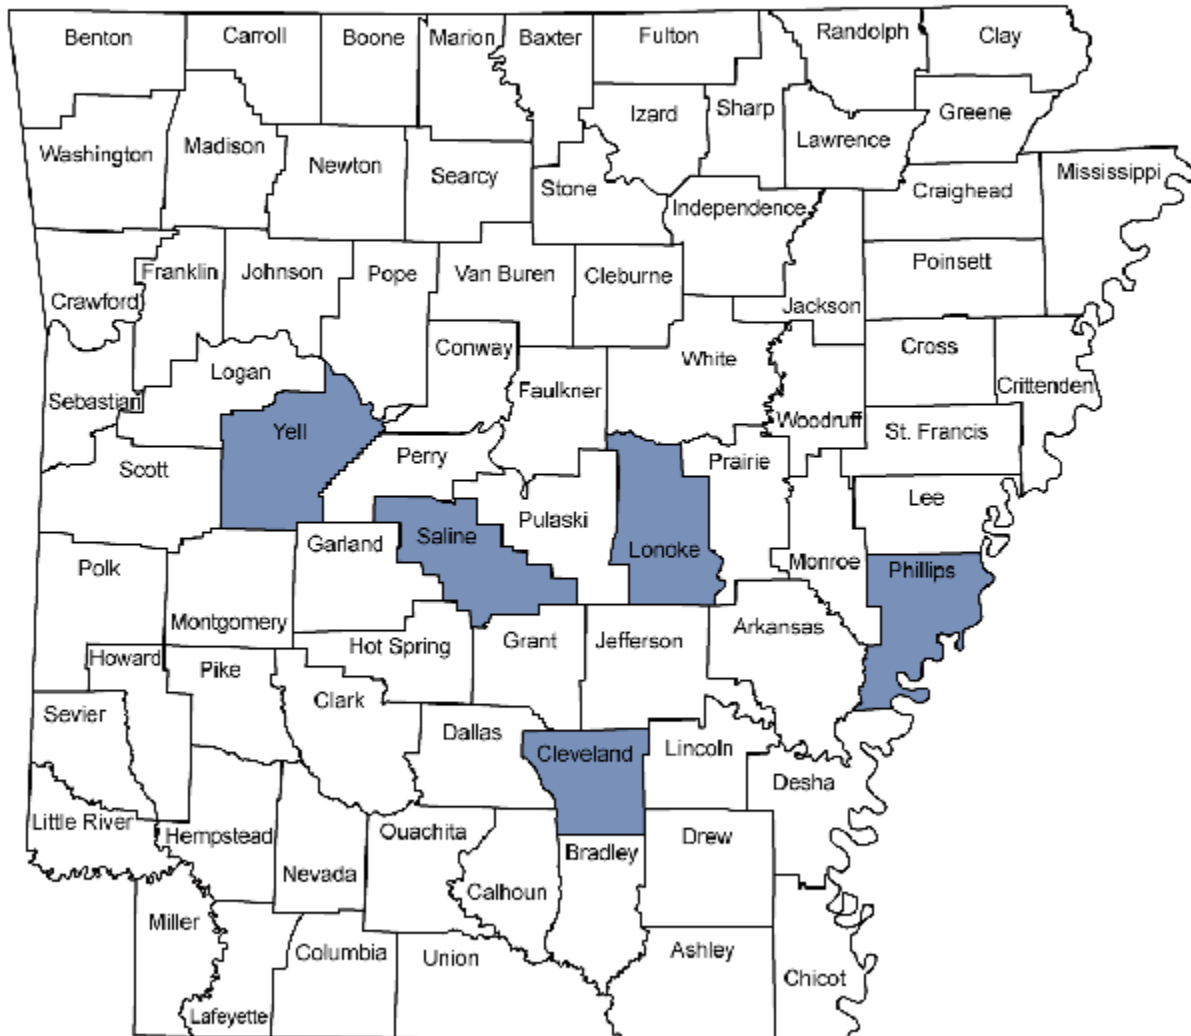 Benton
Carroll
Boone
Marion
Baxter
Fulton
Randolph
Clay
Washington
Madison
Newton
Searcy
Stone
Izard
Sharp
Lawrence
Greene
Independence
Craighead
Mississippi
Crawford
Franklin
Johnson
Pope
Van Buren
Cleburne
Jackson
Poinsett
Sebastian
Logan
Conway
Faulkner
White
Woodruff
Cross
Crittenden
Scott
Yell
Perry
Prairie
St. Francis
Lee
Polk
Garland
Saline
Pulaski
Lonoke
Monroe
Phillips
Montgomery
Hot Spring
Grant
Jefferson
Arkansas
Howard
Pike
Clark
Sevier
Dallas
Cleveland
Lincoln
Desha
Little River
Hempstead
Nevada
Ouachita
Calhoun
Bradley
Drew
Miller
Lafeyette
Columbia
Union
Ashley
Chicot